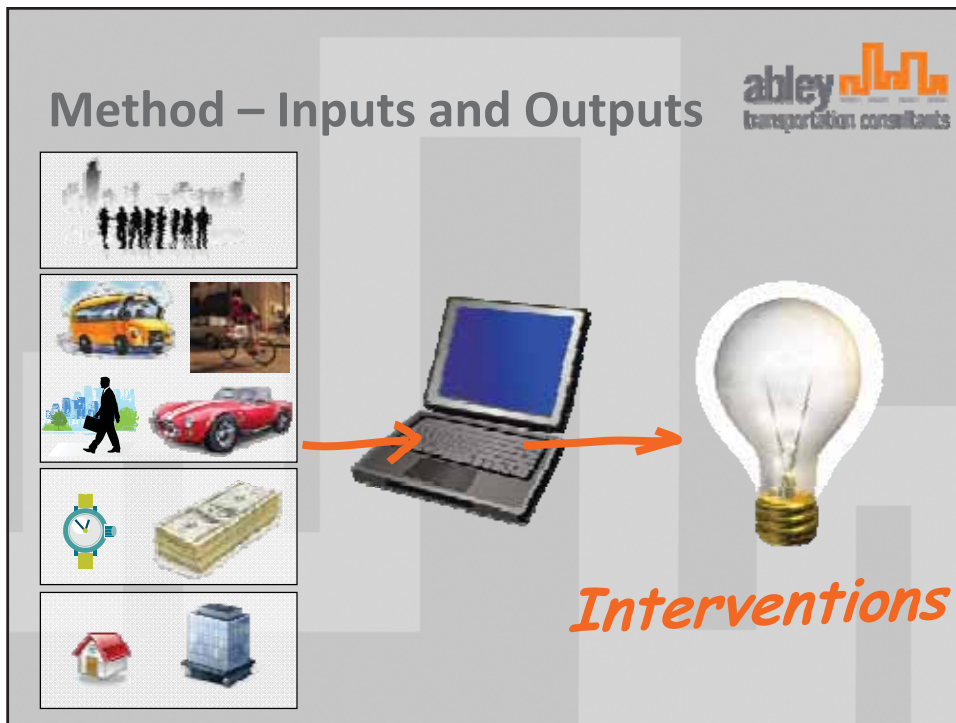 Method – Inputs and Outputs
abley
transportation consultants
Interventions